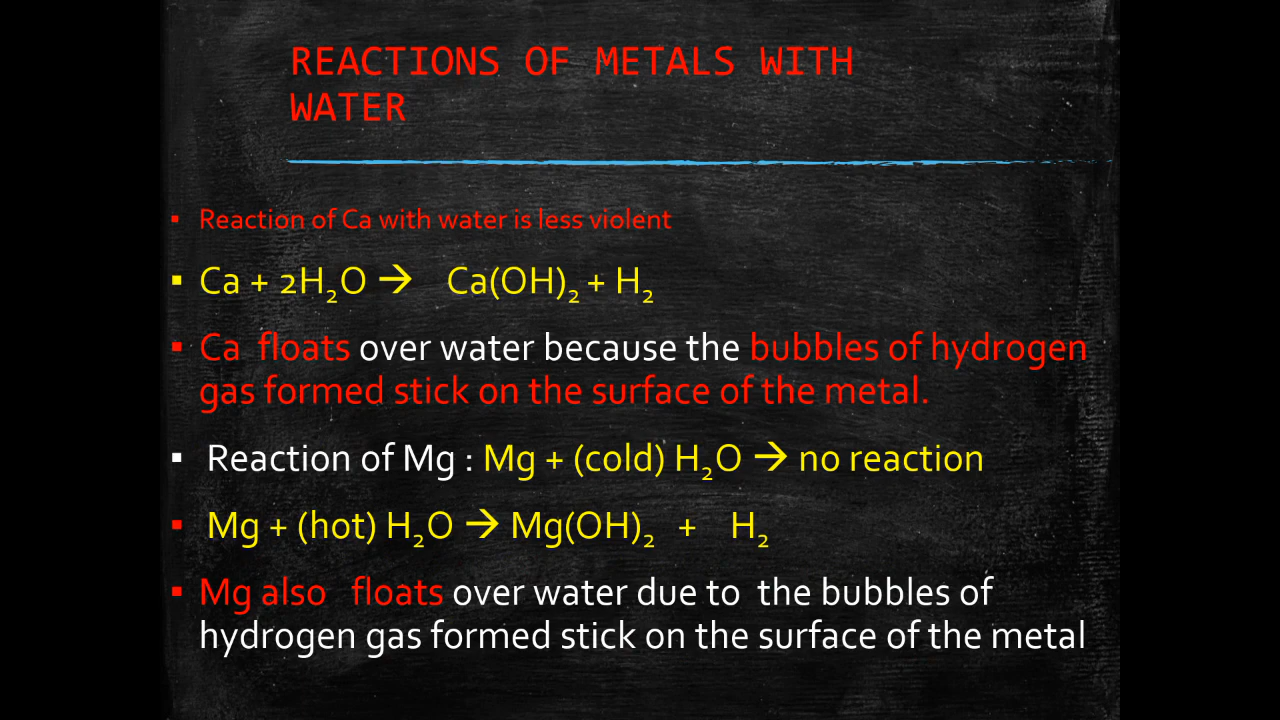 REACTIONS OF METALS WITH
WATER
▪ Reaction of Ca with water is less violent
▪ Ca + 2H₂O → Ca(OH)₂ + H₂
▪ Ca floats over water because the bubbles of hydrogen
gas formed stick on the surface of the metal.
▪ Reaction of Mg : Mg + (cold) H₂O → no reaction
▪ Mg + (hot) H₂O → Mg(OH)₂ + H₂
▪ Mg also floats over water due to the bubbles of
hydrogen gas formed stick on the surface of the metal